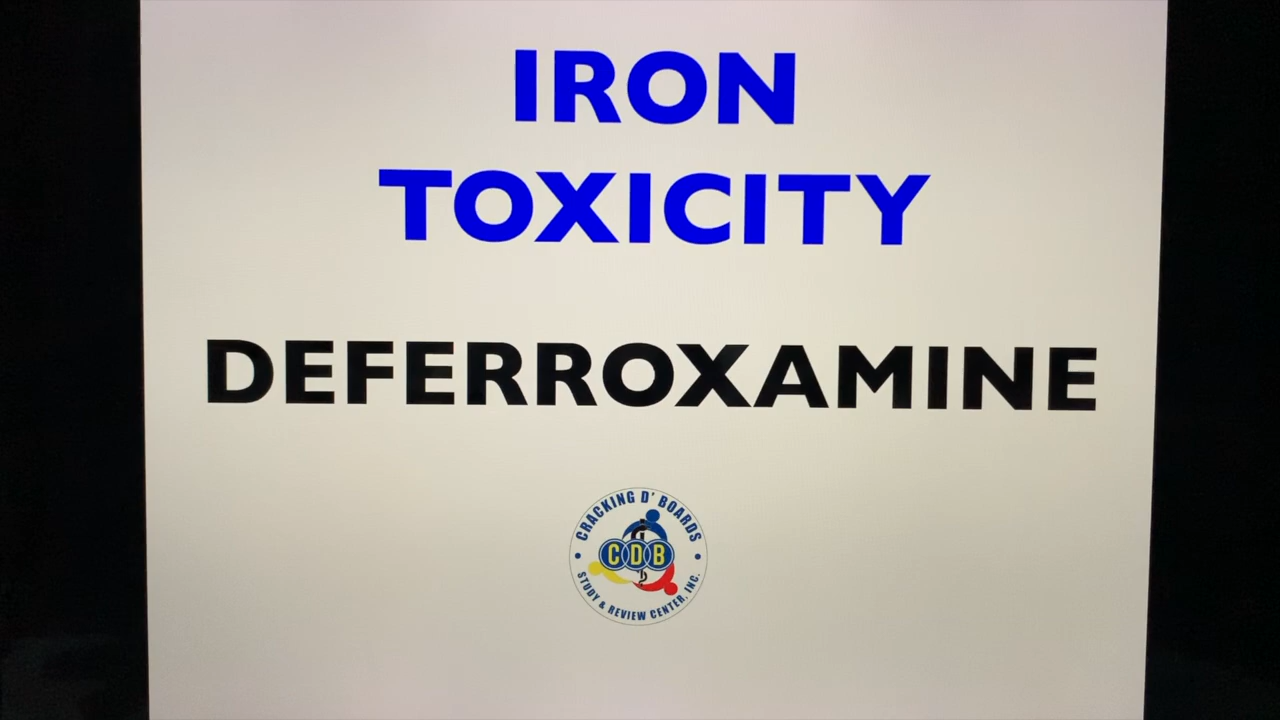 IRON
TOXICITY
DEFERROXAMINE
CRACKING D' BOARDS
CDB
STUDY & REVIEW CENTER, INC.